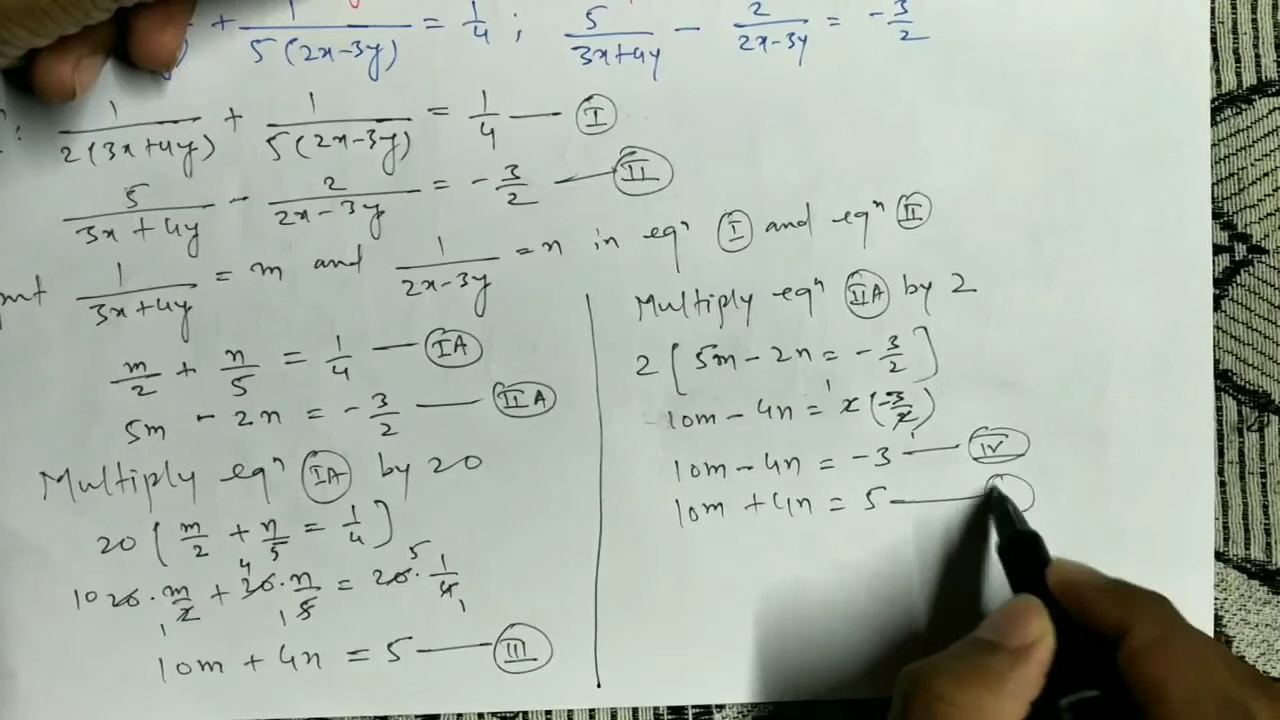 + 1/5(2x-3y) = 1/4 ; 5/3x+4y - 2/2x-3y = -3/2
1/2(3x+4y) + 1/5(2x-3y) = 1/4 — I
5/3x+4y - 2/2x-3y = -3/2 — II
1/3x+4y = m and 1/2x-3y = n in eqⁿ I and eqⁿ II
m/2 + n/5 = 1/4 — IA
5m - 2n = -3/2 — IIA
Multiply eqⁿ IA by 20
20 [m/2 + n/5 = 1/4]
10 20·m/2 1 + 4 20·n/5 1 = 20 5·1/4 1
10m + 4n = 5 — III
Multiply eqⁿ IIA by 2
2 [5m - 2n = -3/2]
10m - 4n = 1 2(-3/2 1)
10m - 4n = -3 — IV
10m + 4n = 5 —